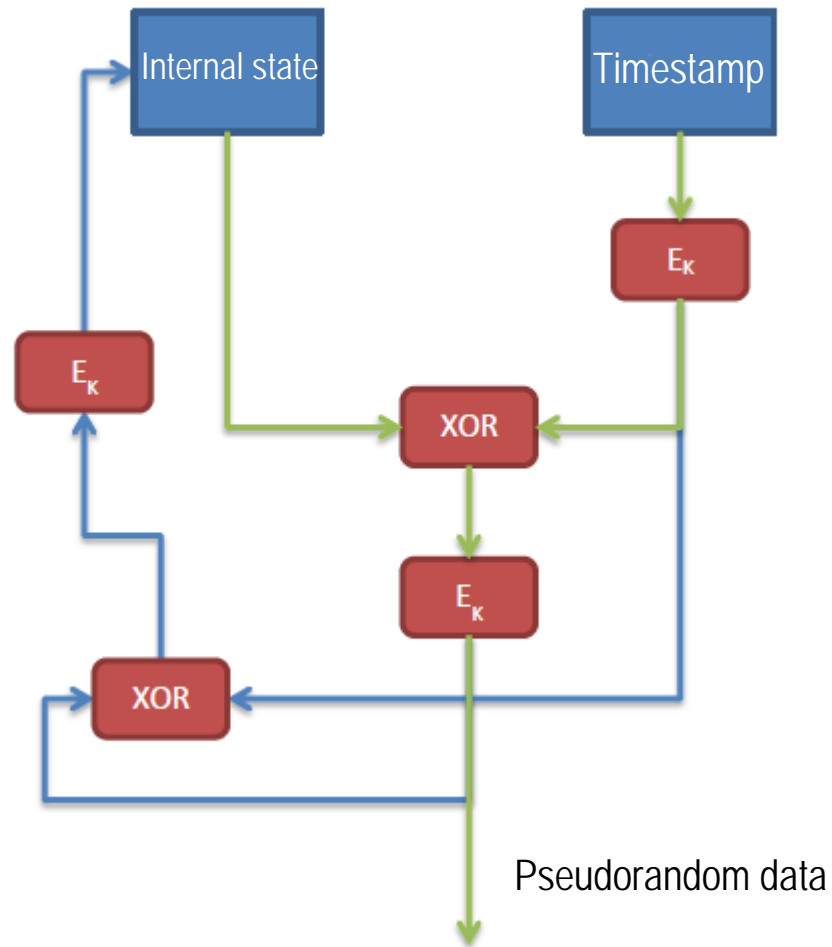 Internal state
Timestamp
EK
EK
XOR
EK
XOR
Pseudorandom data